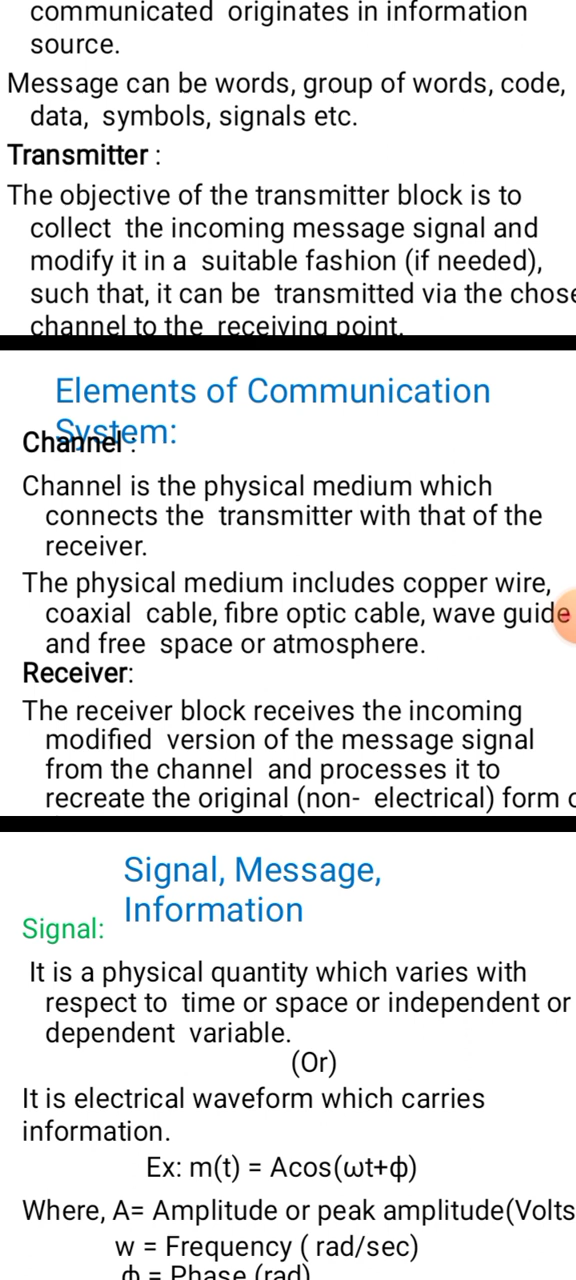 communicated originates in information
source.
Message can be words, group of words, code,
data, symbols, signals etc.
Transmitter :
The objective of the transmitter block is to
collect the incoming message signal and
modify it in a suitable fashion (if needed),
such that, it can be transmitted via the chose
channel to the receiving point.
Elements of Communication
System:
Channel :
Channel is the physical medium which
connects the transmitter with that of the
receiver.
The physical medium includes copper wire,
coaxial cable, fibre optic cable, wave guide
and free space or atmosphere.
Receiver:
The receiver block receives the incoming
modified version of the message signal
from the channel and processes it to
recreate the original (non- electrical) form
Signal, Message,
Information
Signal:
It is a physical quantity which varies with
respect to time or space or independent or
dependent variable.
(Or)
It is electrical waveform which carries
information.
Ex: m(t) = Acos(ωt+ϕ)
Where, A= Amplitude or peak amplitude(Volts
w = Frequency ( rad/sec)
ϕ = Phase (rad)